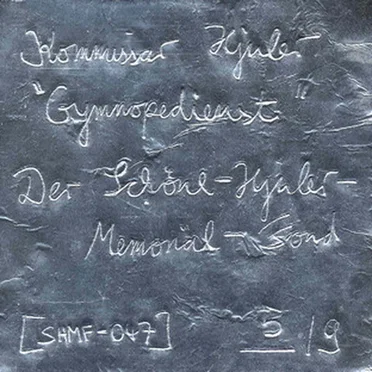 Kommissar Hjuler
"Gymnopedienst"
Der Schöne-Hjuler-
Memorial-Fond
[SHMF-047] 5/9